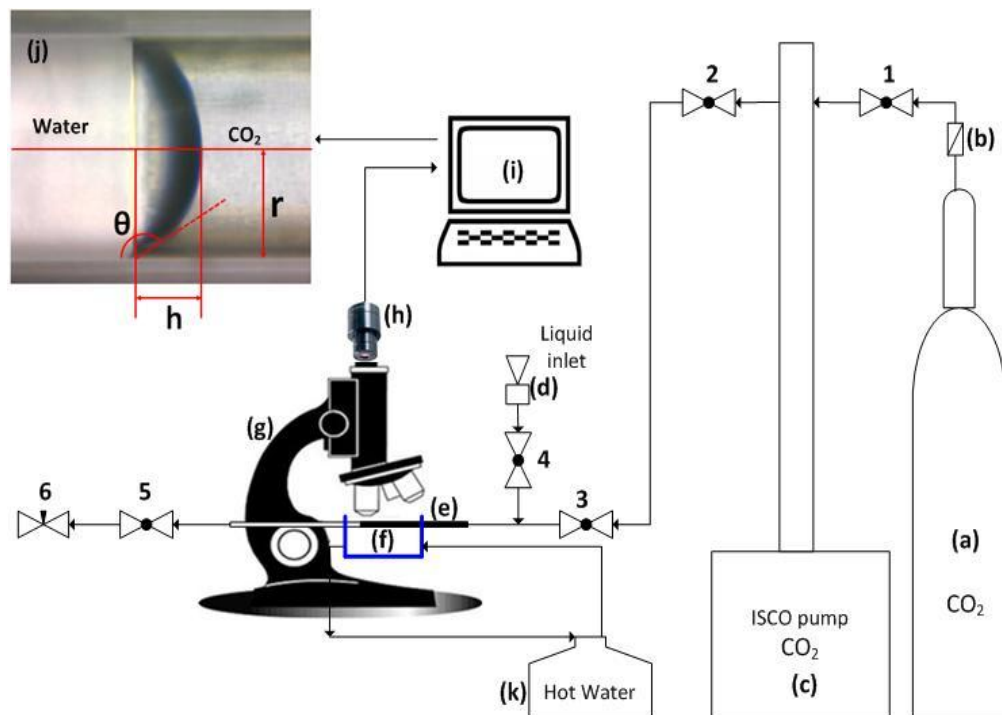 (j)
Water
CO₂
θ
r
h
(i)
(h)
(g)
Liquid
inlet
(d)
4
2
1
(b)
6
5
(e)
3
(f)
(a)
CO₂
ISCO pump
CO₂
(c)
(k)
Hot Water